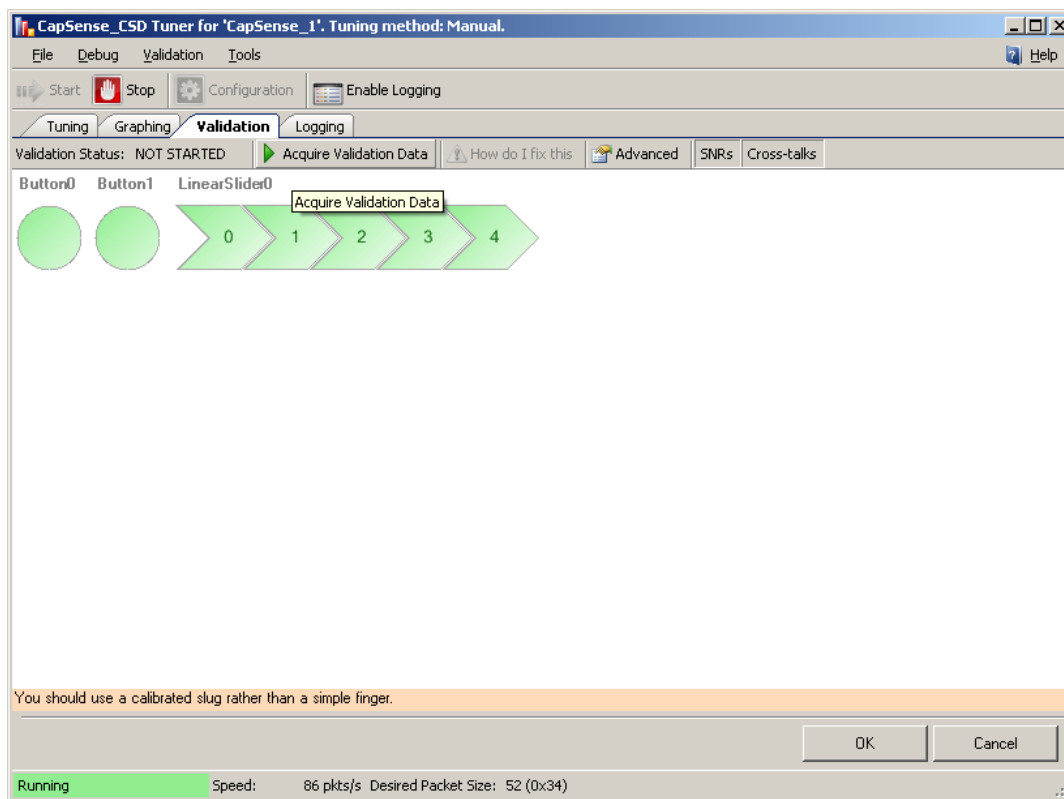 CapSense_CSD Tuner for 'CapSense_1'. Tuning method: Manual.
File Debug Validation Tools Help
Start Stop Configuration Enable Logging
Tuning Graphing Validation Logging
Validation Status: NOT STARTED Acquire Validation Data How do I fix this Advanced SNRs Cross-talks
Button0 Button1 LinearSlider0
Acquire Validation Data
0 1 2 3 4
You should use a calibrated slug rather than a simple finger.
OK Cancel
Running Speed: 86 pkts/s Desired Packet Size: 52 (0x34)